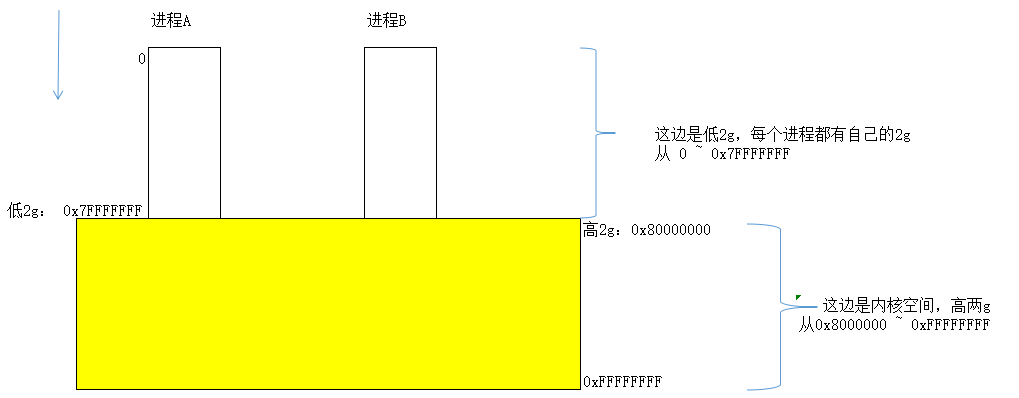 进程A
进程B
0
这边是低2g，每个进程都有自己的2g
从 0 ~ 0x7FFFFFFF
低2g： 0x7FFFFFFF
高2g：0x80000000
这边是内核空间，高两g
从0x8000000 ~ 0xFFFFFFFF
0xFFFFFFFF